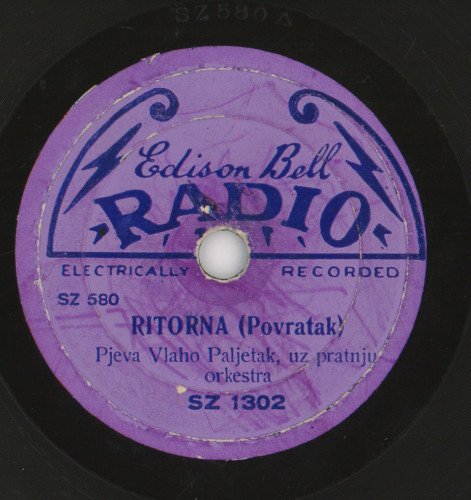 SZ 580 A
Edison Bell
RADIO
ELECTRICALLY RECORDED
SZ 580
RITORNA (Povratak)
Pjeva Vlaho Paljetak, uz pratnju
orkestra
SZ 1302